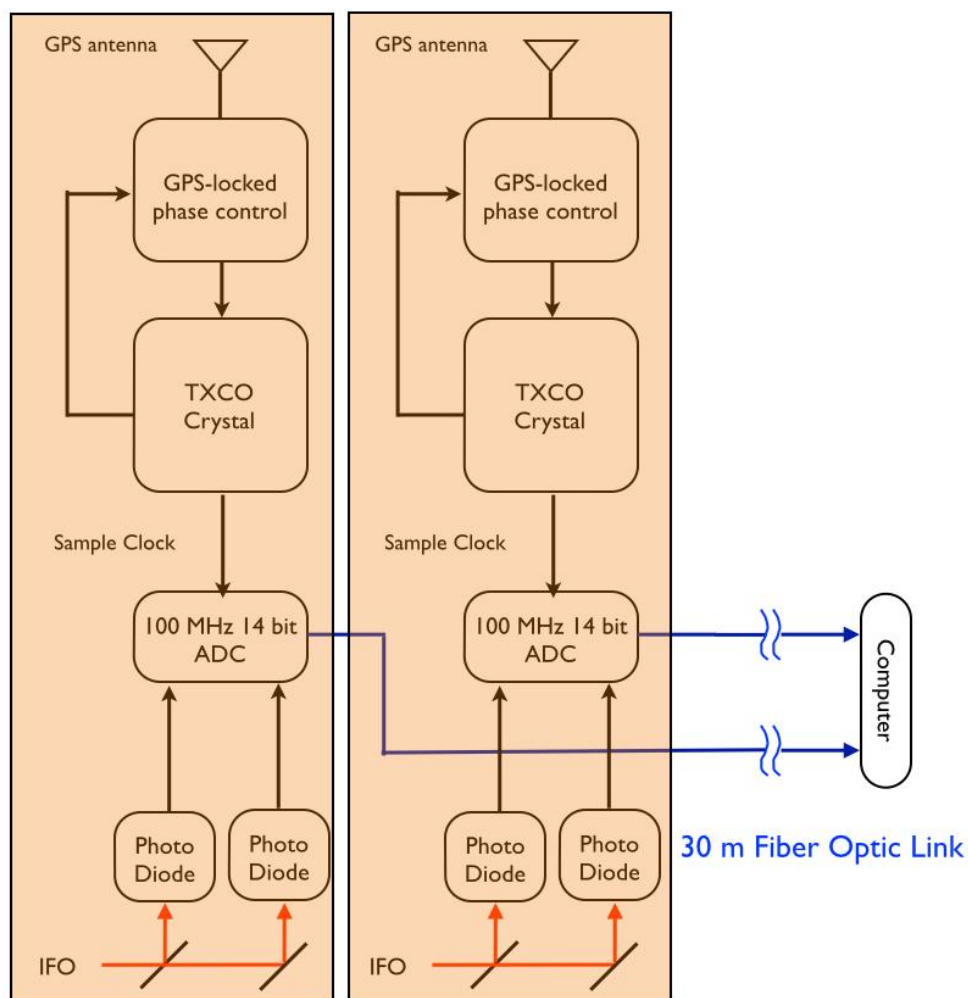 GPS antenna
GPS-locked
phase control
TXCO
Crystal
Sample Clock
100 MHz 14 bit
ADC
Photo
Diode
Photo
Diode
IFO
GPS antenna
GPS-locked
phase control
TXCO
Crystal
Sample Clock
100 MHz 14 bit
ADC
Photo
Diode
Photo
Diode
IFO
Computer
30 m Fiber Optic Link